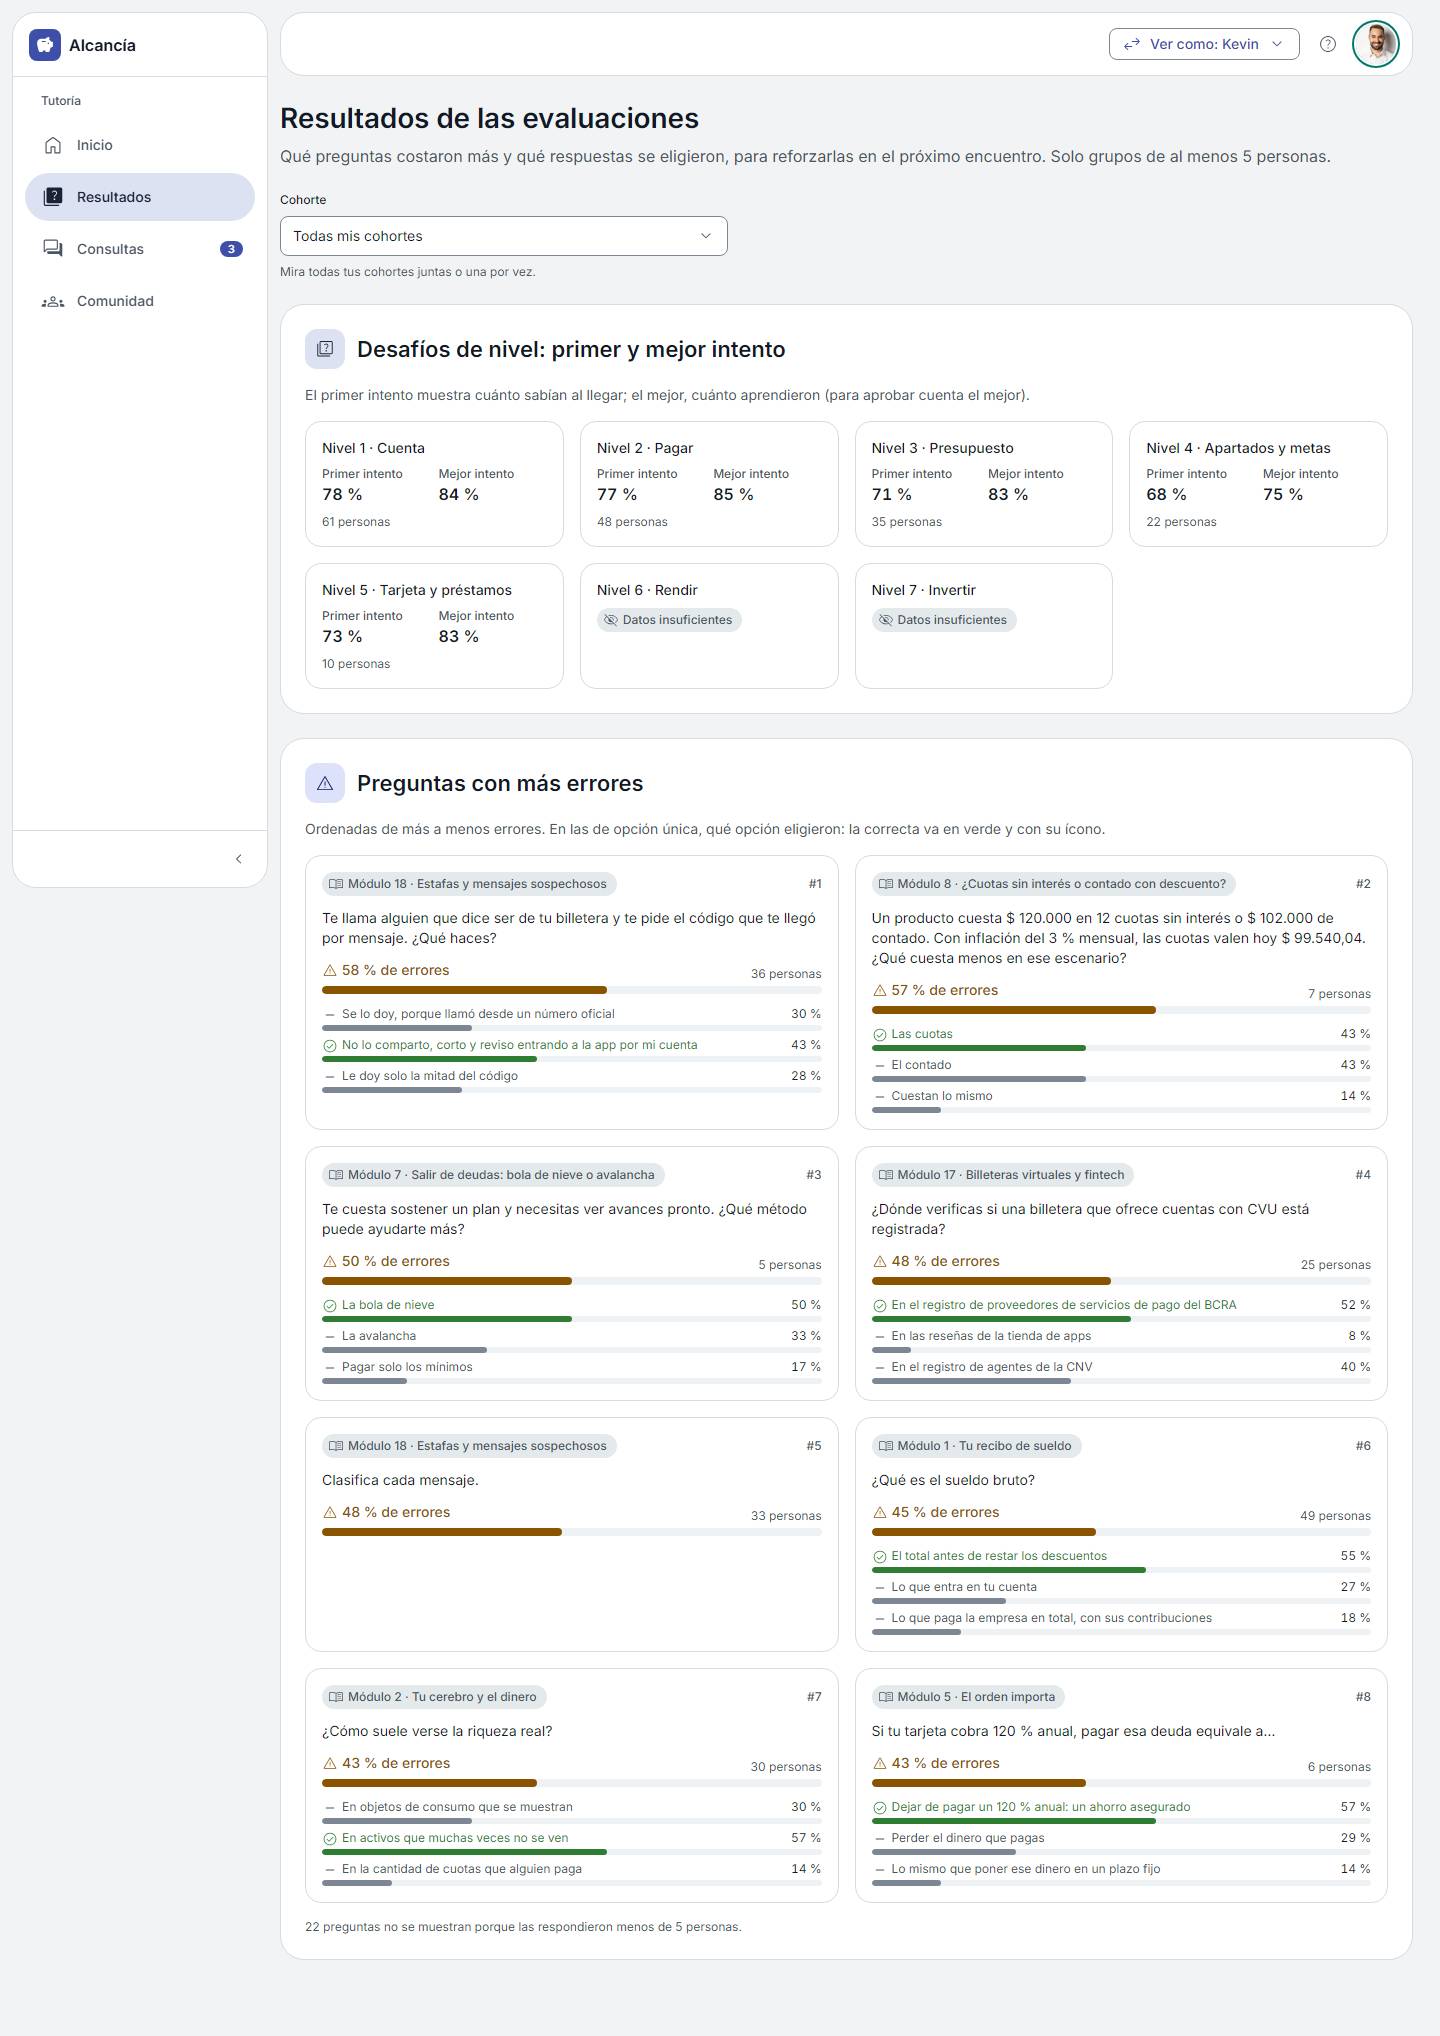 Alcancía
Ver como: Kevin
Tutoría
Inicio
Resultados
Consultas
3
Comunidad
Resultados de las evaluaciones
Qué preguntas costaron más y qué respuestas se eligieron, para reforzarlas en el próximo encuentro. Solo grupos de al menos 5 personas.
Cohorte
Todas mis cohortes
Mira todas tus cohortes juntas o una por vez.
Desafíos de nivel: primer y mejor intento
El primer intento muestra cuánto sabían al llegar; el mejor, cuánto aprendieron (para aprobar cuenta el mejor).
Nivel 1 · Cuenta
Primer intento Mejor intento
78 % 84 %
61 personas
Nivel 2 · Pagar
Primer intento Mejor intento
77 % 85 %
48 personas
Nivel 3 · Presupuesto
Primer intento Mejor intento
71 % 83 %
35 personas
Nivel 4 · Apartados y metas
Primer intento Mejor intento
68 % 75 %
22 personas
Nivel 5 · Tarjeta y préstamos
Primer intento Mejor intento
73 % 83 %
10 personas
Nivel 6 · Rendir
Datos insuficientes
Nivel 7 · Invertir
Datos insuficientes
Preguntas con más errores
Ordenadas de más a menos errores. En las de opción única, qué opción eligieron: la correcta va en verde y con su ícono.
Módulo 18 · Estafas y mensajes sospechosos #1
Te llama alguien que dice ser de tu billetera y te pide el código que te llegó
por mensaje. ¿Qué haces?
58 % de errores 36 personas
Se lo doy, porque llamó desde un número oficial 30 %
No lo comparto, corto y reviso entrando a la app por mi cuenta 43 %
Le doy solo la mitad del código 28 %
Módulo 8 · ¿Cuotas sin interés o contado con descuento? #2
Un producto cuesta $ 120.000 en 12 cuotas sin interés o $ 102.000 de
contado. Con inflación del 3 % mensual, las cuotas valen hoy $ 99.540,04.
¿Qué cuesta menos en ese escenario?
57 % de errores 7 personas
Las cuotas 43 %
El contado 43 %
Cuestan lo mismo 14 %
Módulo 7 · Salir de deudas: bola de nieve o avalancha #3
Te cuesta sostener un plan y necesitas ver avances pronto. ¿Qué método
puede ayudarte más?
50 % de errores 5 personas
La bola de nieve 50 %
La avalancha 33 %
Pagar solo los mínimos 17 %
Módulo 17 · Billeteras virtuales y fintech #4
¿Dónde verificas si una billetera que ofrece cuentas con CVU está
registrada?
48 % de errores 25 personas
En el registro de proveedores de servicios de pago del BCRA 52 %
En las reseñas de la tienda de apps 8 %
En el registro de agentes de la CNV 40 %
Módulo 18 · Estafas y mensajes sospechosos #5
Clasifica cada mensaje.
48 % de errores 33 personas
Módulo 1 · Tu recibo de sueldo #6
¿Qué es el sueldo bruto?
45 % de errores 49 personas
El total antes de restar los descuentos 55 %
Lo que entra en tu cuenta 27 %
Lo que paga la empresa en total, con sus contribuciones 18 %
Módulo 2 · Tu cerebro y el dinero #7
¿Cómo suele verse la riqueza real?
43 % de errores 30 personas
En objetos de consumo que se muestran 30 %
En activos que muchas veces no se ven 57 %
En la cantidad de cuotas que alguien paga 14 %
Módulo 5 · El orden importa #8
Si tu tarjeta cobra 120 % anual, pagar esa deuda equivale a...
43 % de errores 6 personas
Dejar de pagar un 120 % anual: un ahorro asegurado 57 %
Perder el dinero que pagas 29 %
Lo mismo que poner ese dinero en un plazo fijo 14 %
22 preguntas no se muestran porque las respondieron menos de 5 personas.